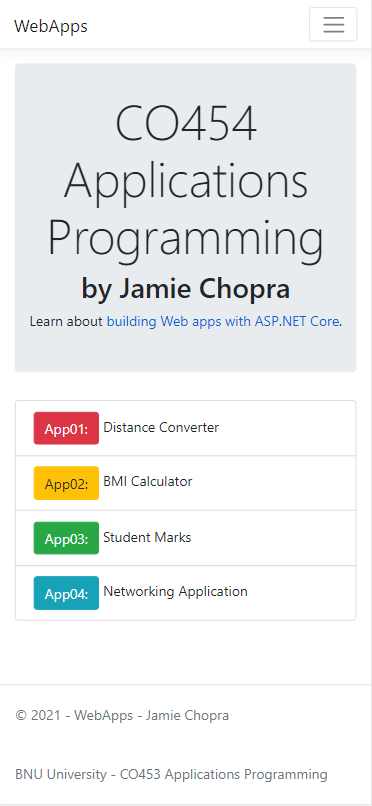 WebApps
CO454
Applications
Programming
by Jamie Chopra
Learn about building Web apps with ASP.NET Core.
App01: Distance Converter
App02: BMI Calculator
App03: Student Marks
App04: Networking Application
© 2021 - WebApps - Jamie Chopra
BNU University - CO453 Applications Programming